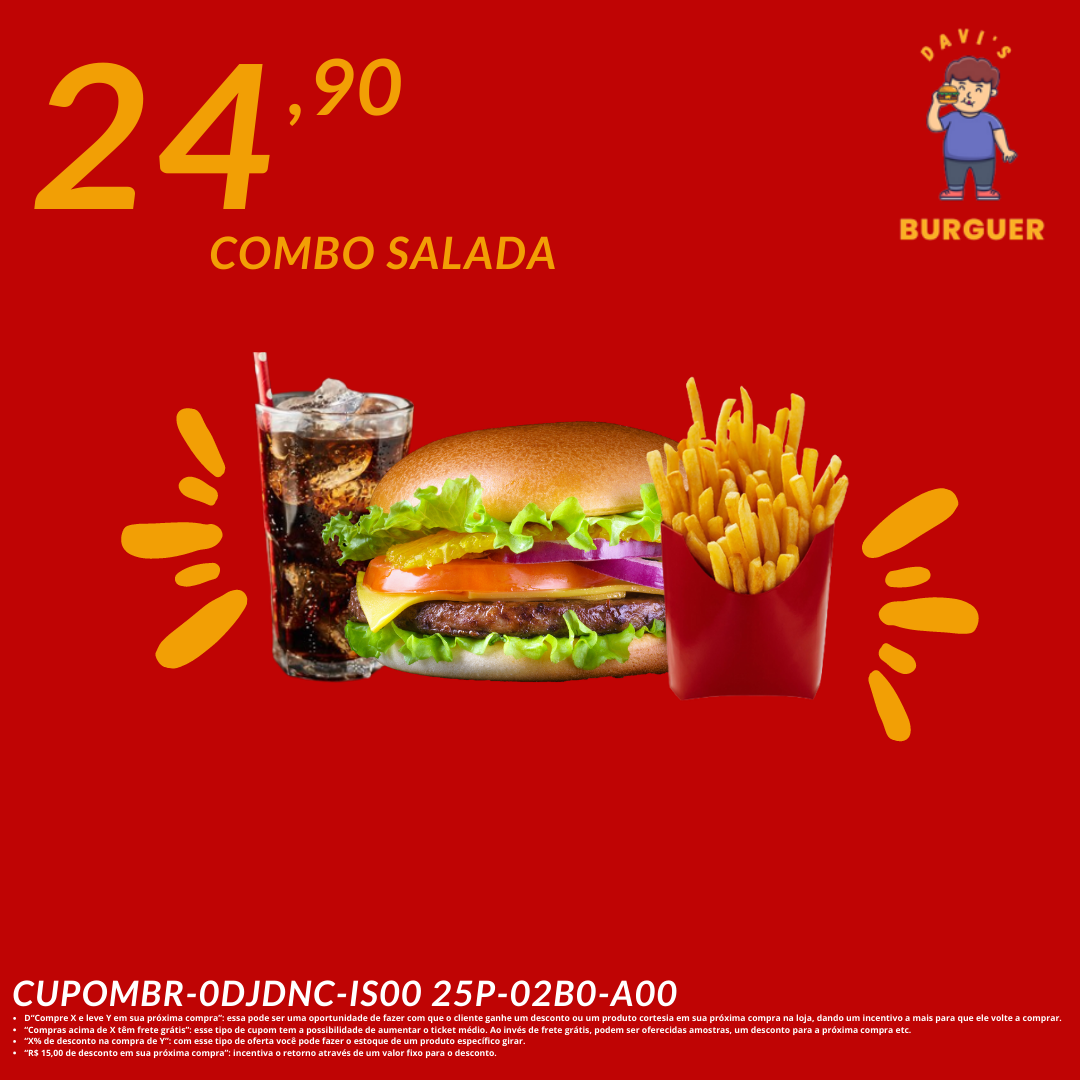 24,90
DAVI'S
BURGUER
COMBO SALADA
CUPOMBR-0DJDNC-IS00 25P-02B0-A00
• D"Compre X e leve Y em sua próxima compra": essa pode ser uma oportunidade de fazer com que o cliente ganhe um desconto ou um produto cortesia em sua próxima compra na loja, dando um incentivo a mais para que ele volte a comprar.
• "Compras acima de X têm frete grátis": esse tipo de cupom tem a possibilidade de aumentar o ticket médio. Ao invés de frete grátis, podem ser oferecidas amostras, um desconto para a próxima compra etc.
• "X% de desconto na compra de Y": com esse tipo de oferta você pode fazer o estoque de um produto específico girar.
• "R$ 15,00 de desconto em sua próxima compra": incentiva o retorno através de um valor fixo para o desconto.